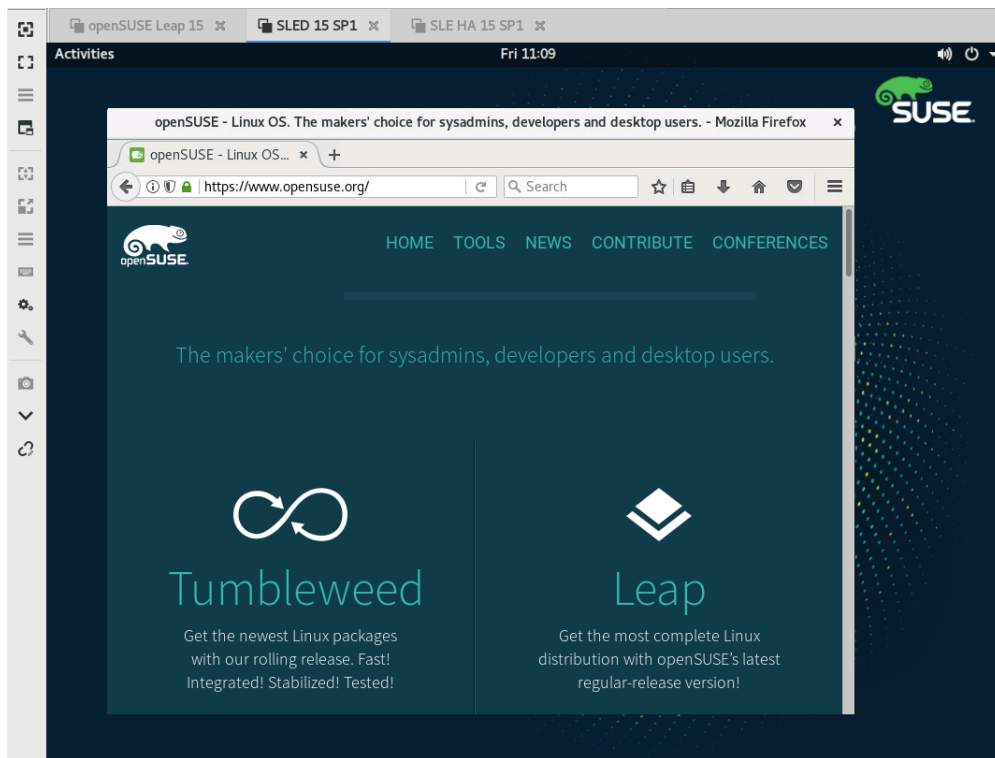 openSUSE Leap 15
SLED 15 SP1
SLE HA 15 SP1
Activities
Fri 11:09
SUSE
openSUSE - Linux OS. The makers' choice for sysadmins, developers and desktop users. - Mozilla Firefox
openSUSE - Linux OS...
https://www.opensuse.org/
Search
openSUSE
HOME TOOLS NEWS CONTRIBUTE CONFERENCES
The makers' choice for sysadmins, developers and desktop users.
Tumbleweed
Get the newest Linux packages
with our rolling release. Fast!
Integrated! Stabilized! Tested!
Leap
Get the most complete Linux
distribution with openSUSE's latest
regular-release version!